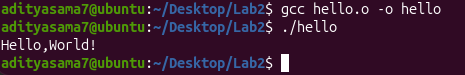 adityasama7@ubuntu:~/Desktop/Lab2$ gcc hello.o -o hello
adityasama7@ubuntu:~/Desktop/Lab2$ ./hello
Hello,World!
adityasama7@ubuntu:~/Desktop/Lab2$